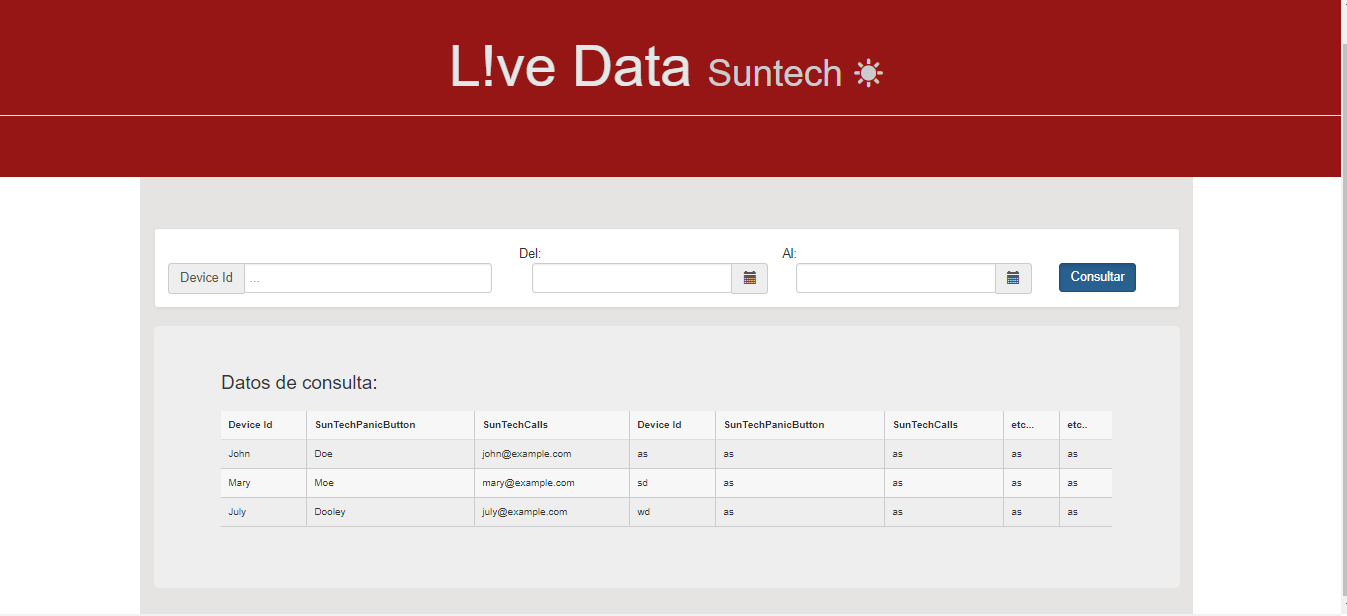 L!ve Data Suntech
Del: Al:
Device Id ... Consultar
Datos de consulta:
Device Id SunTechPanicButton SunTechCalls Device Id SunTechPanicButton SunTechCalls etc... etc..
John Doe john@example.com as as as as as
Mary Moe mary@example.com sd as as as as
July Dooley july@example.com wd as as as as